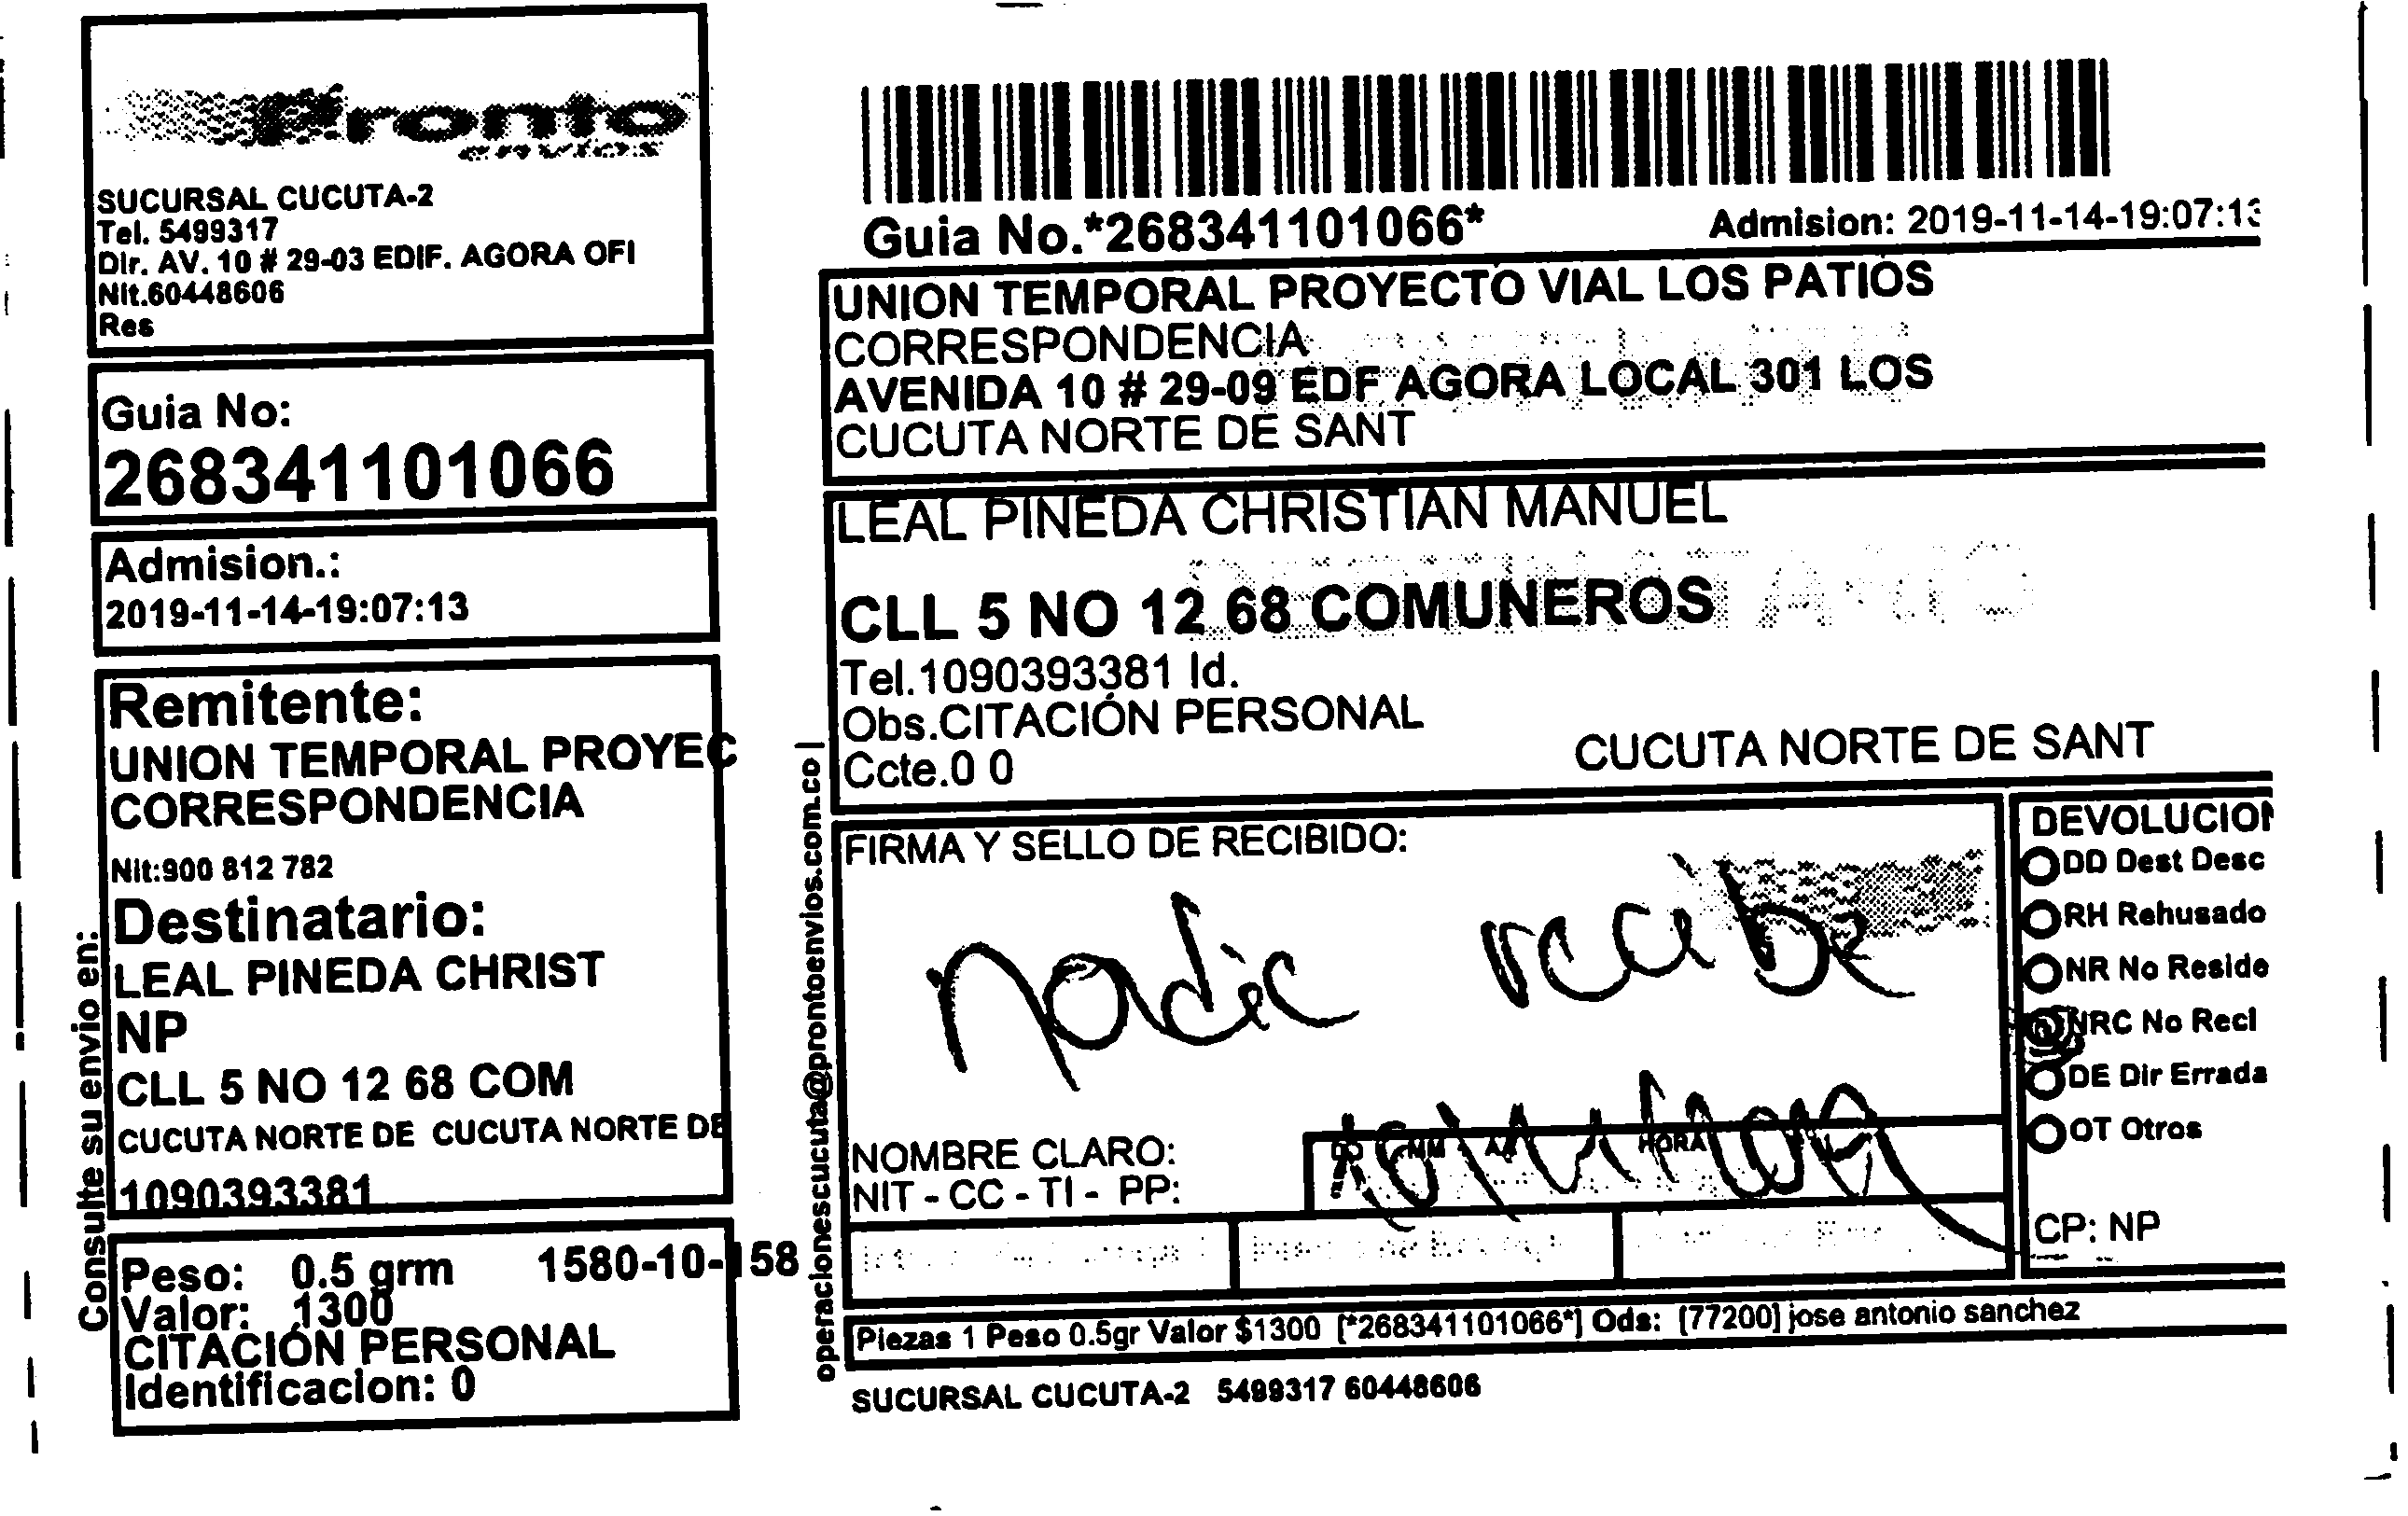 Pronto
envios
SUCURSAL CUCUTA-2
Tel. 5499317
Dir. AV. 10 # 29-03 EDIF. AGORA OFI
Nit.60448606
Res
Guia No:
268341101066
Admision.:
2019-11-14-19:07:13
Remitente:
UNION TEMPORAL PROYEC
CORRESPONDENCIA
Nit:900 812 782
Destinatario:
LEAL PINEDA CHRIST
NP
CLL 5 NO 12 68 COM
CUCUTA NORTE DE CUCUTA NORTE DE
1090393381
Peso: 0.5 grm 1580-10-158
Valor: 1300
CITACIÓN PERSONAL
Identificacion: 0
Consulte su envio en:
operacionescucuta@prontoenvios.com.co |
Guia No.*268341101066*
Admision: 2019-11-14-19:07:13
UNION TEMPORAL PROYECTO VIAL LOS PATIOS
CORRESPONDENCIA
AVENIDA 10 # 29-09 EDF AGORA LOCAL 301 LOS
CUCUTA NORTE DE SANT
LEAL PINEDA CHRISTIAN MANUEL
DESTINATARIO
CLL 5 NO 12 68 COMUNEROS
Tel.1090393381 Id.
Obs.CITACIÓN PERSONAL
Ccte.0 0
CUCUTA NORTE DE SANT
FIRMA Y SELLO DE RECIBIDO:
nadie recibe
NOMBRE CLARO:
NIT - CC - TI - PP:
DD MM AA HORA
DEVOLUCION
DD Dest Desc
RH Rehusado
NR No Reside
NRC No Recl
DE Dir Errada
OT Otros
CP: NP
Piezas 1 Peso 0.5gr Valor $1300 [*268341101066*] Ods: [77200] jose antonio sanchez
SUCURSAL CUCUTA-2 5499317 60448606